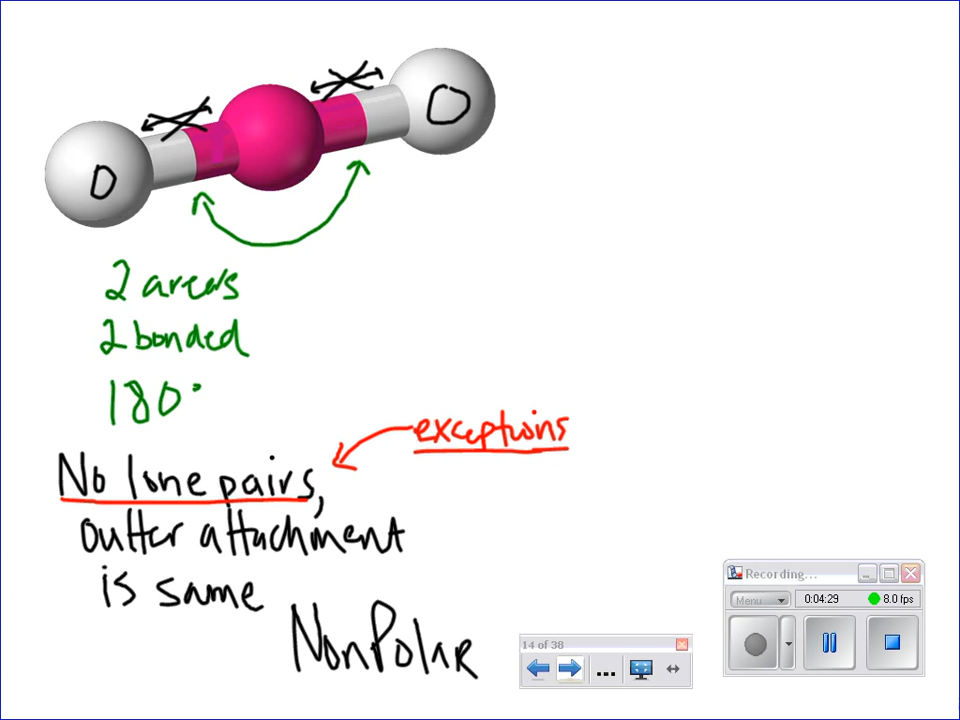 O
O
2 areas
2 bonded
180°
exceptions
No lone pairs,
outter attachment
is same
NonPolar
14 of 38
...
Recording...
Menu
0:04:29
8.0 fps